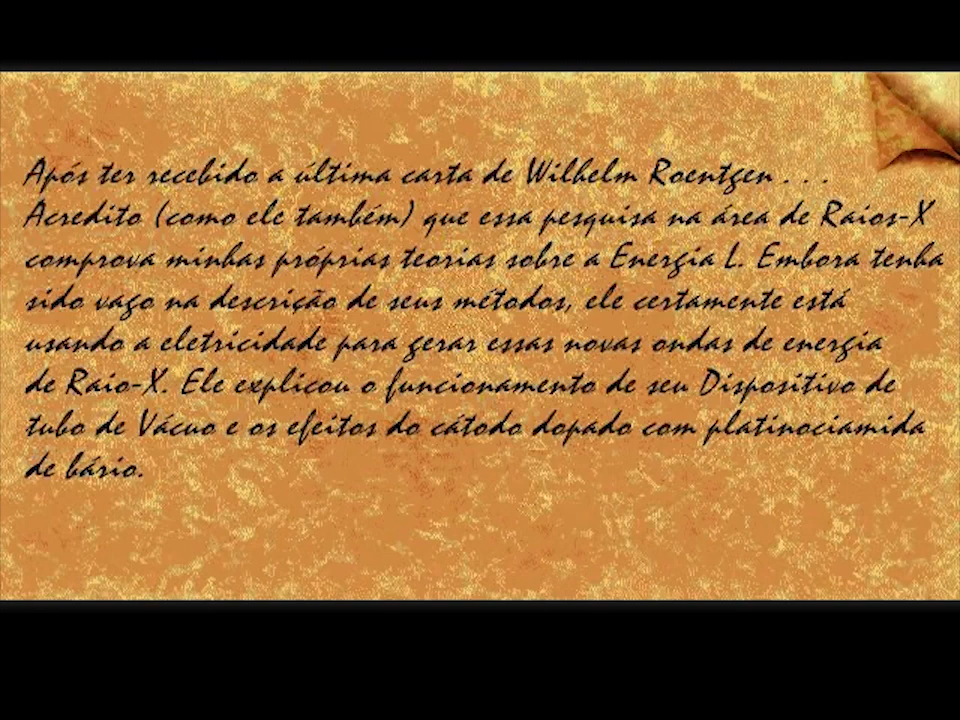 Após ter recebido a última carta de Wilhelm Roentgen . . .
Acredito (como ele também) que essa pesquisa na área de Raios-X
comprova minhas próprias teorias sobre a Energia L. Embora tenha
sido vago na descrição de seus métodos, ele certamente está
usando a eletricidade para gerar essas novas ondas de energia
de Raio-X. Ele explicou o funcionamento de seu Dispositivo de
tubo de Vácuo e os efeitos do cátodo dopado com platinociamida
de bário.